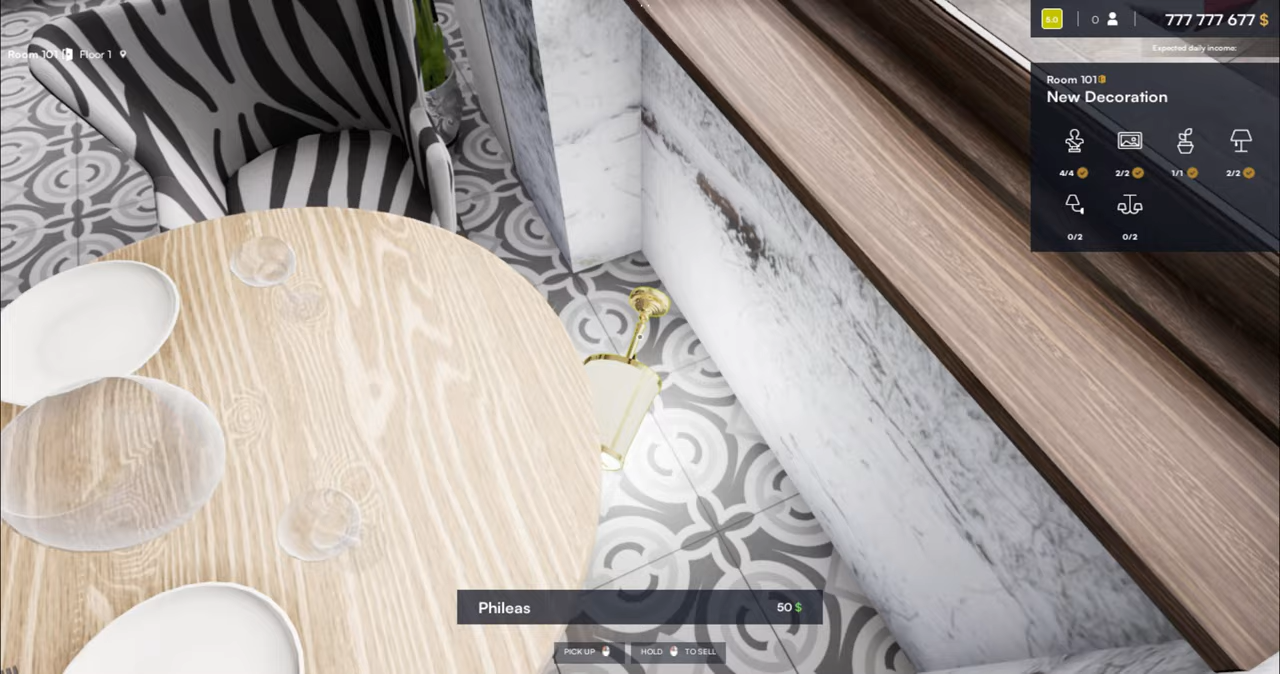 5.0 0 777 777 677 $
Expected daily income:
Room 101 Floor 1
Room 101
New Decoration
4/4 2/2 1/1 2/2
0/2 0/2
Phileas 50 $
PICK UP HOLD TO SELL